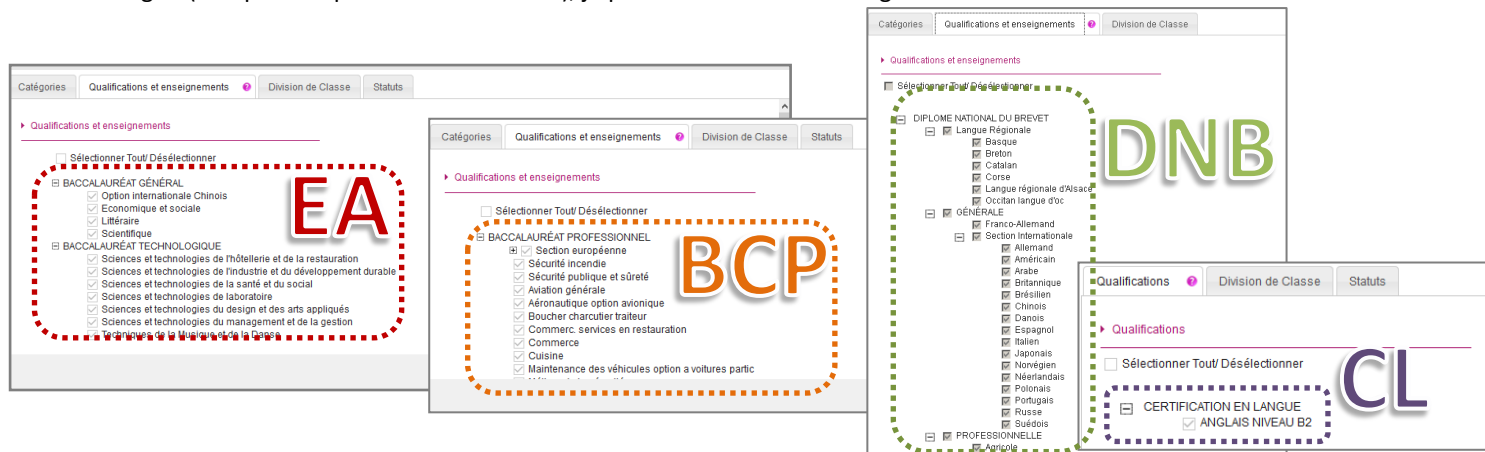 Catégories Qualifications et enseignements ? Division de Classe Statuts
Qualifications et enseignements
Sélectionner Tout/ Désélectionner
BACCALAURÉAT GÉNÉRAL
Option internationale Chinois
Economique et sociale
Littéraire
Scientifique
BACCALAURÉAT TECHNOLOGIQUE
Sciences et technologies de l'hôtellerie et de la restauration
Sciences et technologies de l'industrie et du développement durable
Sciences et technologies de la santé et du social
Sciences et technologies de laboratoire
Sciences et technologies du design et des arts appliqués
Sciences et technologies du management et de la gestion
Techniques de la Musique et de la Danse
EA
Catégories Qualifications et enseignements ? Division de Classe Statuts
Qualifications et enseignements
Sélectionner Tout/ Désélectionner
BACCALAURÉAT PROFESSIONNEL
Section européenne
Sécurité incendie
Sécurité publique et sûreté
Aviation générale
Aéronautique option avionique
Boucher charcutier traiteur
Commerc. services en restauration
Commerce
Cuisine
Maintenance des véhicules option a voitures partic
BCP
Catégories Qualifications et enseignements ? Division de Classe
Qualifications et enseignements
Sélectionner Tout/ Désélectionner
DIPLOME NATIONAL DU BREVET
Langue Régionale
Basque
Breton
Catalan
Corse
Langue régionale d'Alsace
Occitan langue d'oc
GÉNÉRALE
Franco-Allemand
Section Internationale
Allemand
Américain
Arabe
Britannique
Brésilien
Chinois
Danois
Espagnol
Italien
Japonais
Norvégien
Néerlandais
Polonais
Portugais
Russe
Suédois
PROFESSIONNELLE
Agricole
DNB
Qualifications ? Division de Classe Statuts
Qualifications
Sélectionner Tout/ Désélectionner
CERTIFICATION EN LANGUE
ANGLAIS NIVEAU B2
CL